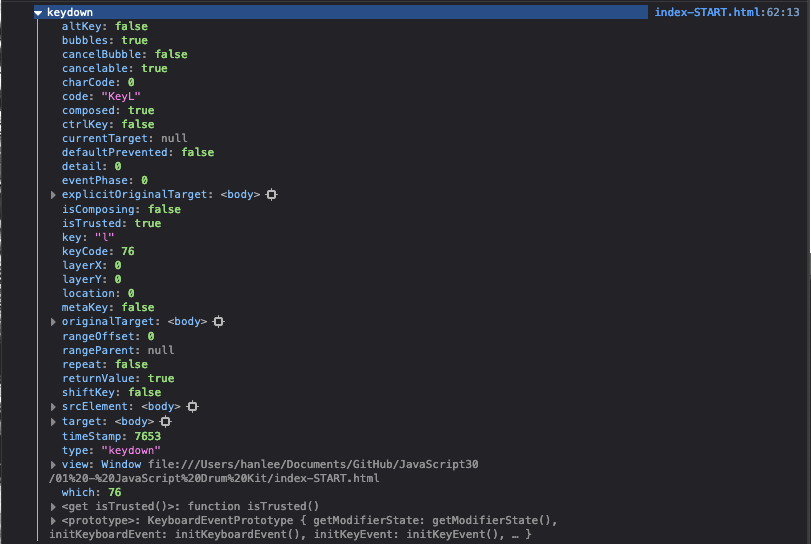 keydown index-START.html:62:13
altKey: false
bubbles: true
cancelBubble: false
cancelable: true
charCode: 0
code: "KeyL"
composed: true
ctrlKey: false
currentTarget: null
defaultPrevented: false
detail: 0
eventPhase: 0
explicitOriginalTarget: <body>
isComposing: false
isTrusted: true
key: "l"
keyCode: 76
layerX: 0
layerY: 0
location: 0
metaKey: false
originalTarget: <body>
rangeOffset: 0
rangeParent: null
repeat: false
returnValue: true
shiftKey: false
srcElement: <body>
target: <body>
timeStamp: 7653
type: "keydown"
view: Window file:///Users/hanlee/Documents/GitHub/JavaScript30
/01%20-%20JavaScript%20Drum%20Kit/index-START.html
which: 76
<get isTrusted()>: function isTrusted()
<prototype>: KeyboardEventPrototype { getModifierState: getModifierState(),
initKeyboardEvent: initKeyboardEvent(), initKeyEvent: initKeyEvent(), … }